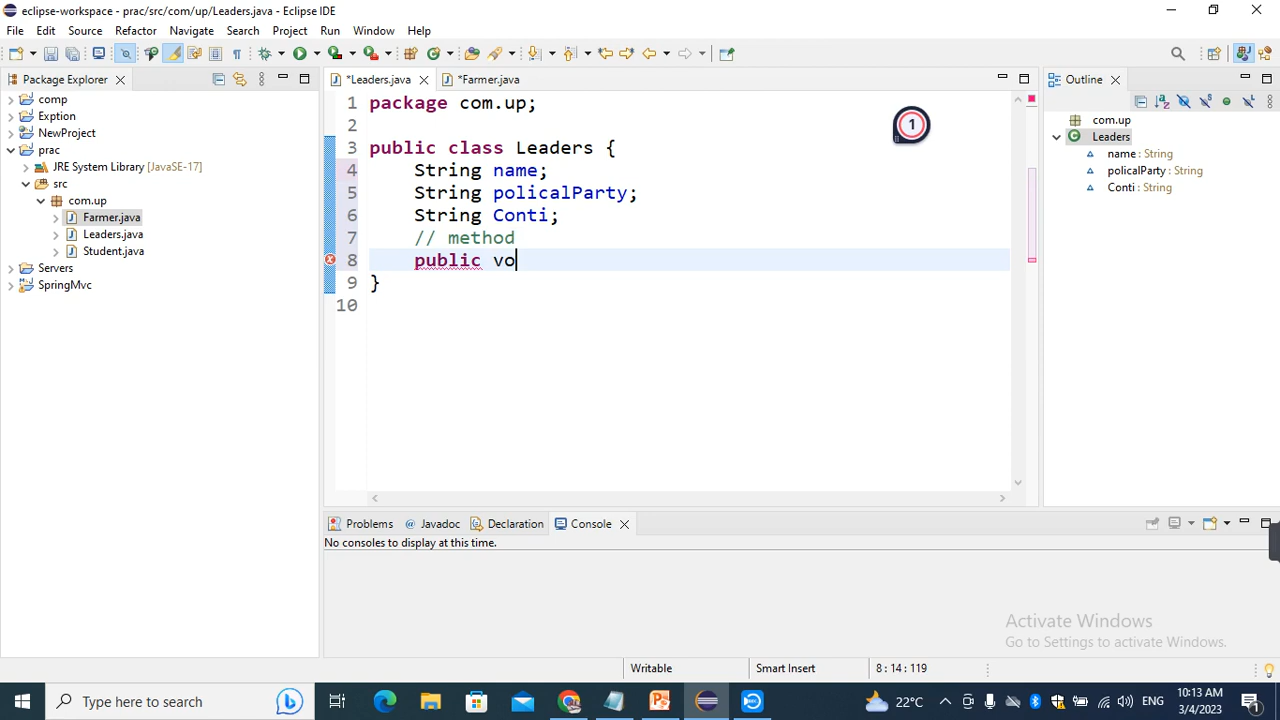 eclipse-workspace - prac/src/com/up/Leaders.java - Eclipse IDE
File Edit Source Refactor Navigate Search Project Run Window Help
Package Explorer
comp
Exption
NewProject
prac
JRE System Library [JavaSE-17]
src
com.up
Farmer.java
Leaders.java
Student.java
Servers
SpringMvc
*Leaders.java *Farmer.java
1 package com.up;
2
3 public class Leaders {
4 String name;
5 String policalParty;
6 String Conti;
7 // method
8 public vo
9 }
10
1
Outline
com.up
Leaders
name : String
policalParty : String
Conti : String
Problems @ Javadoc Declaration Console
No consoles to display at this time.
Activate Windows
Go to Settings to activate Windows.
Writable Smart Insert 8 : 14 : 119
Type here to search
22°C
ENG
10:13 AM
3/4/2023
1